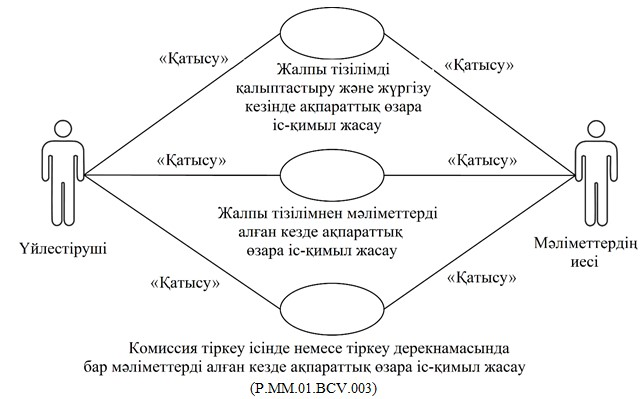 «Қатысу»
«Қатысу»
Жалпы тізілімді
қалыптастыру және жүргізу
кезінде ақпараттық өзара
іс-қимыл жасау
«Қатысу»
«Қатысу»
Жалпы тізілімнен мәліметтерді
алған кезде ақпараттық
өзара іс-қимыл жасау
Үйлестіруші
Мәліметтердің
иесі
«Қатысу»
«Қатысу»
Комиссия тіркеу ісінде немесе тіркеу дерекнамасында
бар мәліметтерді алған кезде ақпараттық өзара іс-қимыл жасау
(P.MM.01.BCV.003)